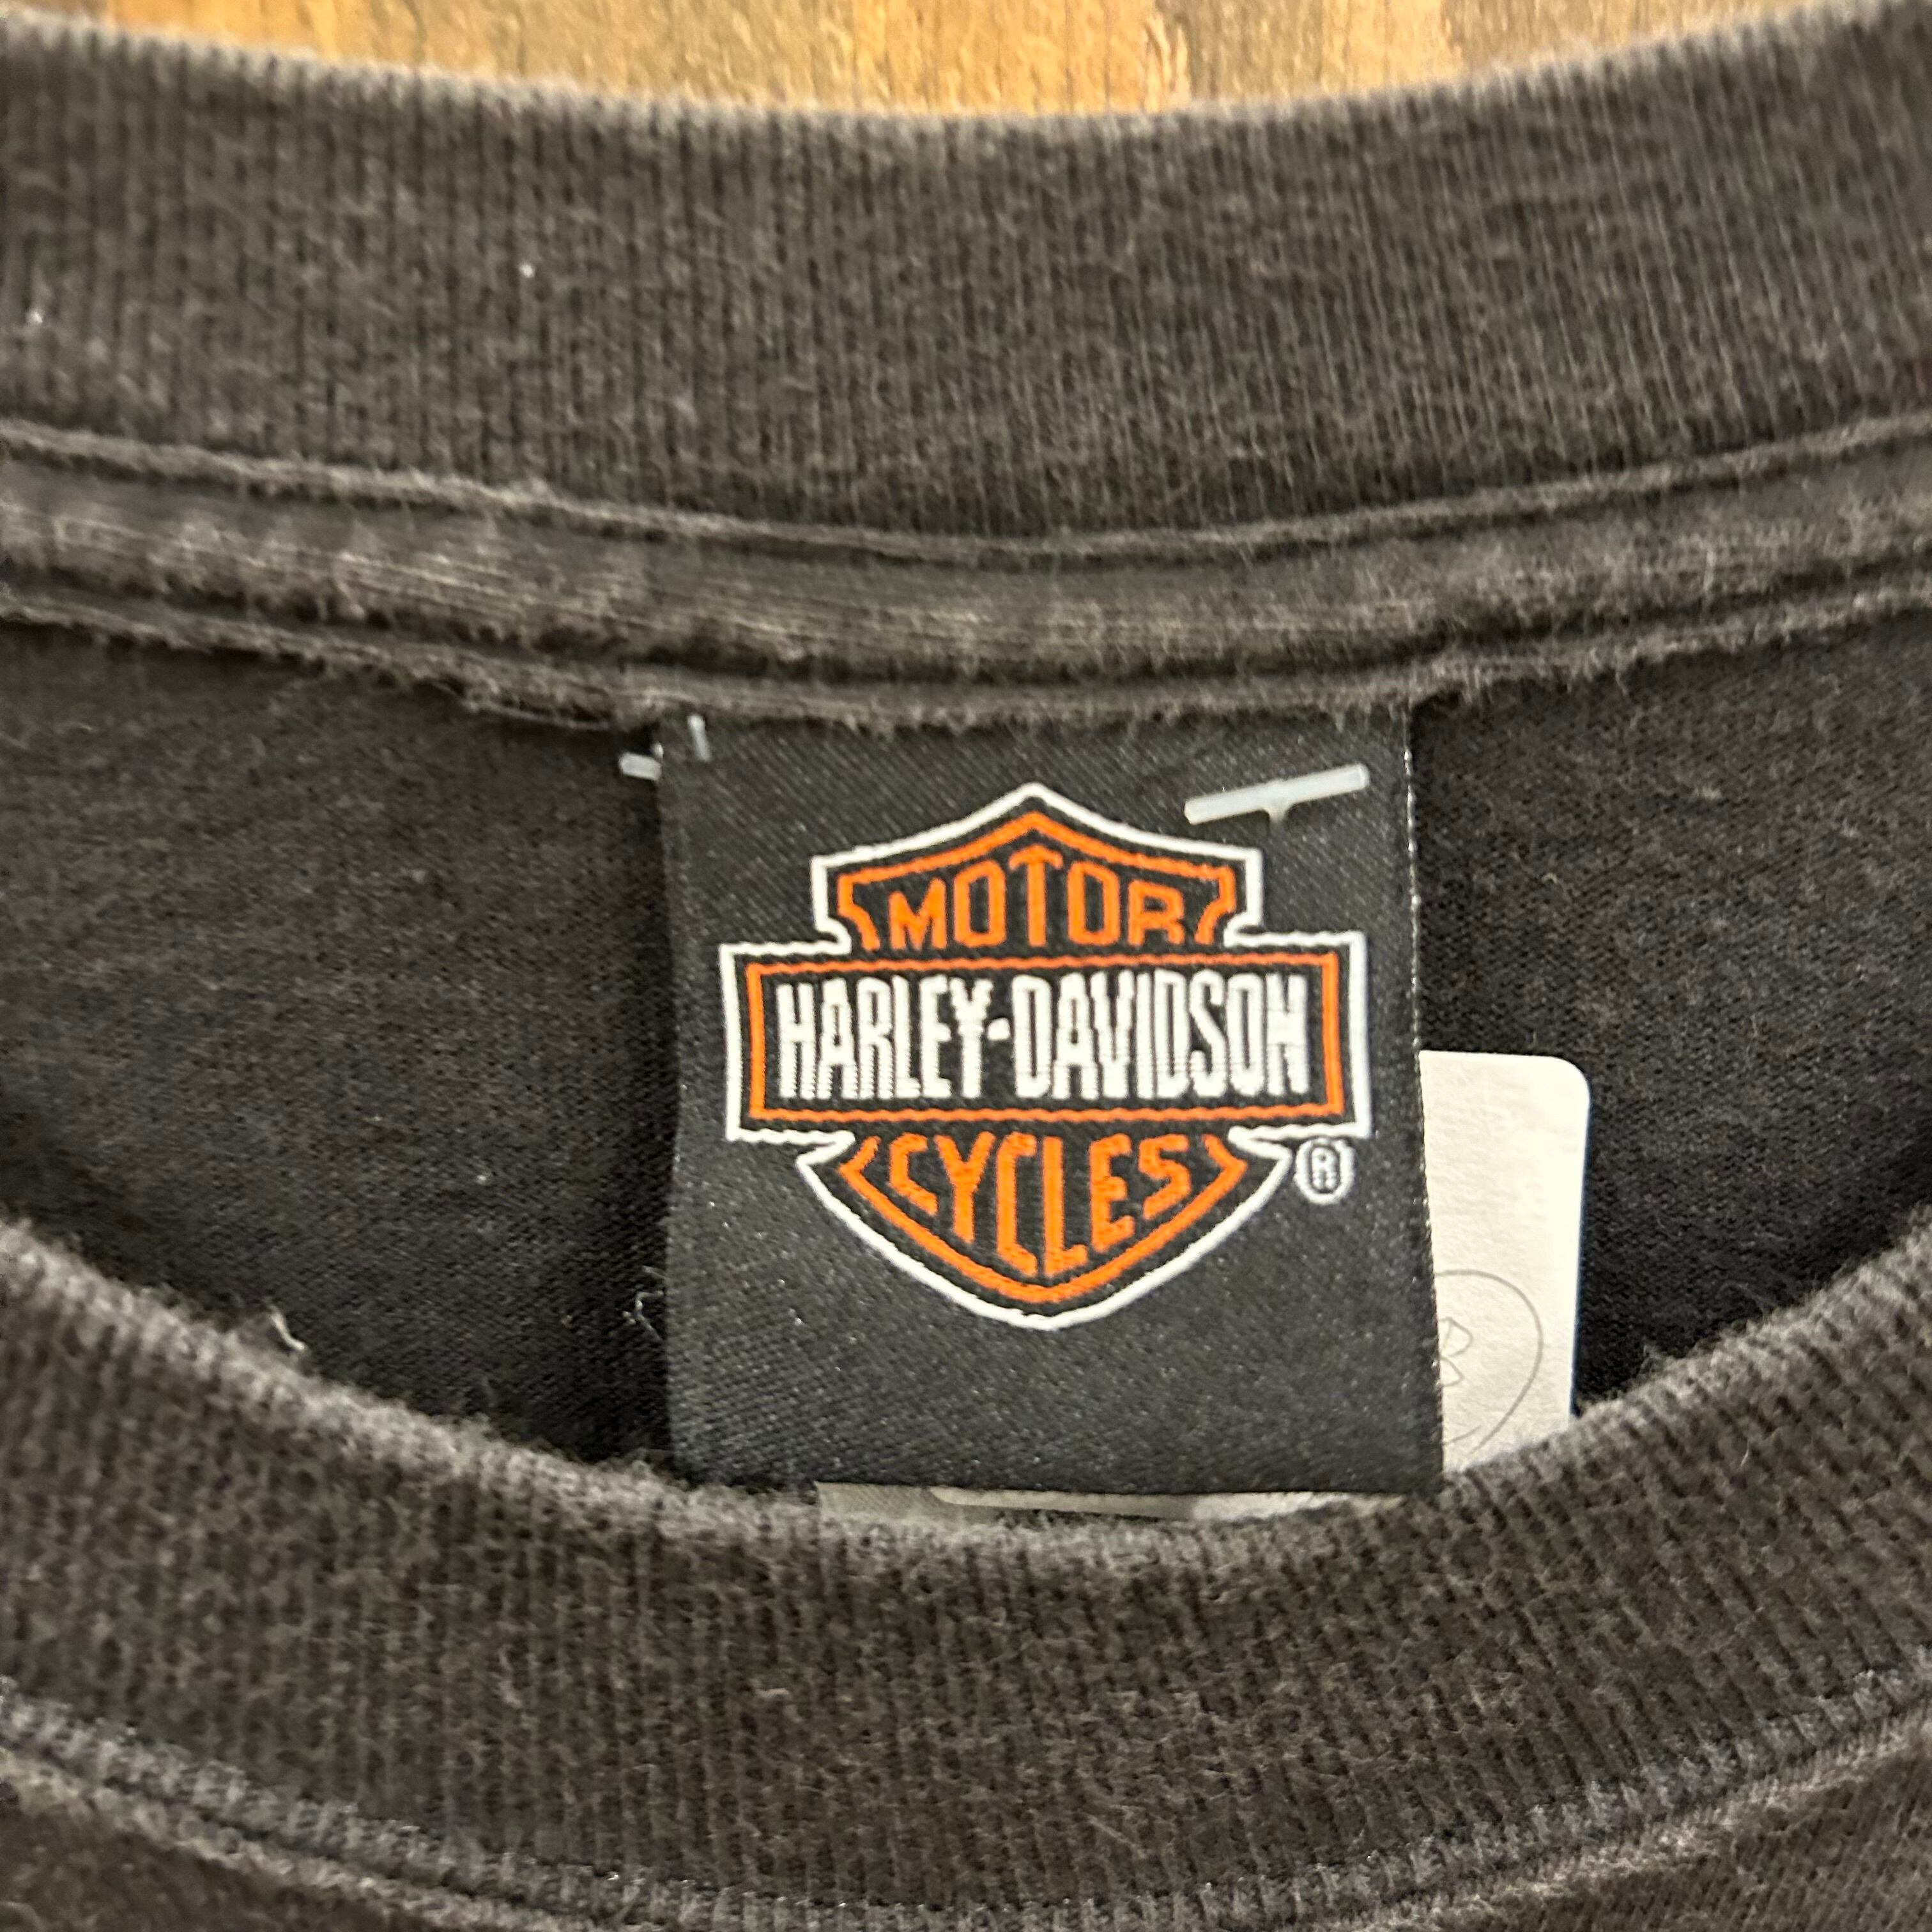 MOTOR
HARLEY-DAVIDSON
CYCLES
®